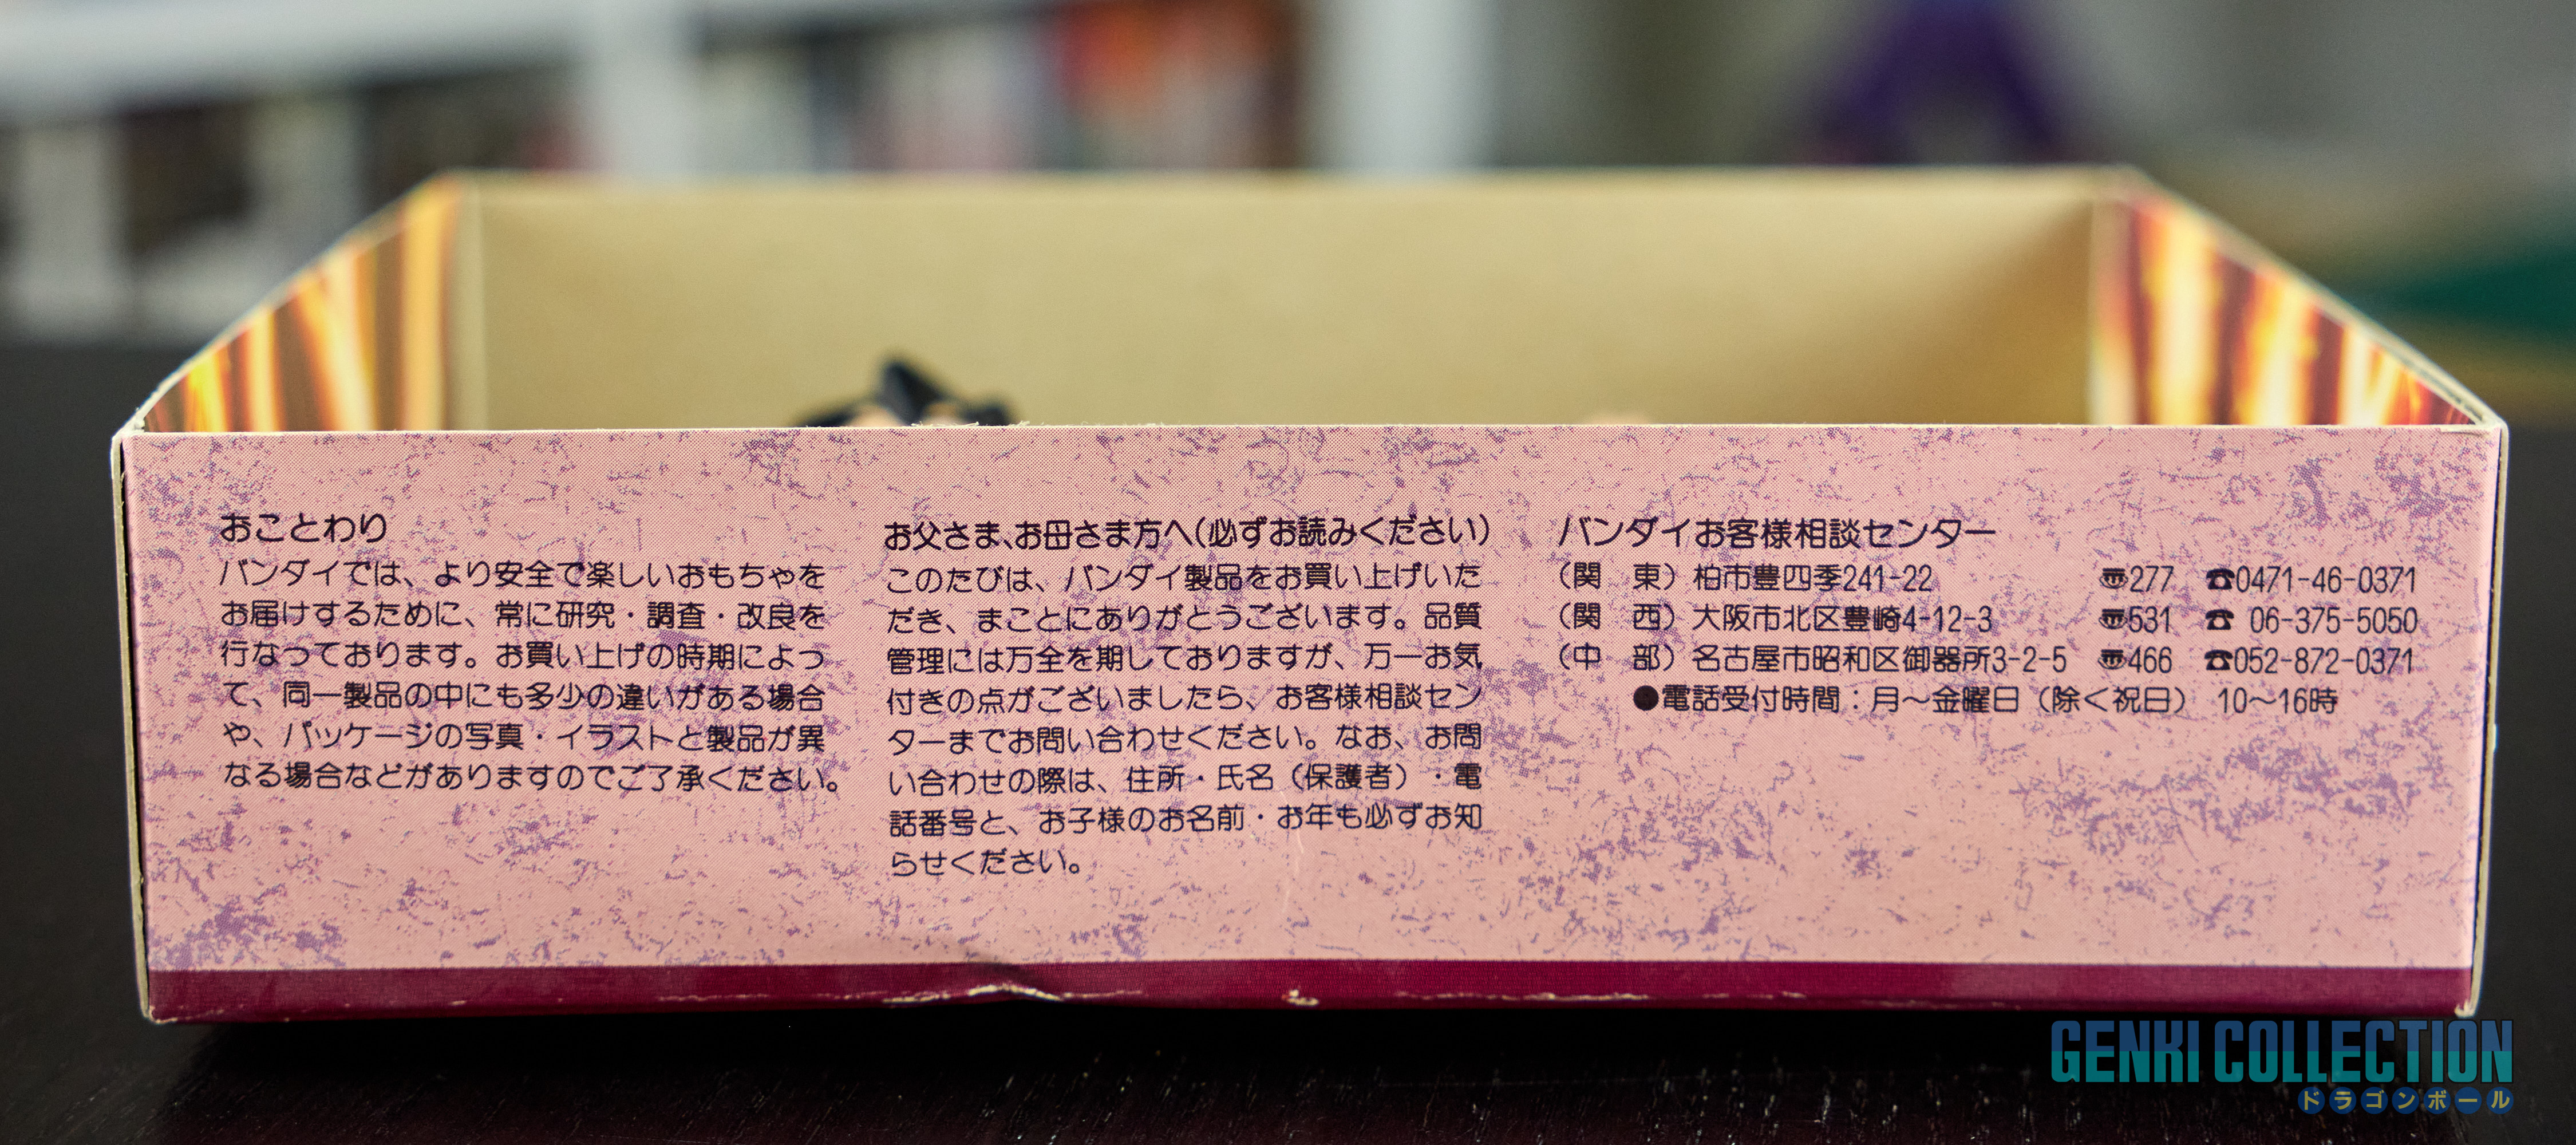 おことわり
バンダイでは、より安全で楽しいおもちゃを
お届けするために、常に研究・調査・改良を
行なっております。お買い上げの時期によっ
て、同一製品の中にも多少の違いがある場合
や、パッケージの写真・イラストと製品が異
なる場合などがありますのでご了承ください。
お父さま、お母さま方へ(必ずお読みください)
このたびは、バンダイ製品をお買い上げいた
だき、まことにありがとうございます。品質
管理には万全を期しておりますが、万一お気
付きの点がございましたら、お客様相談セン
ターまでお問い合わせください。なお、お問
い合わせの際は、住所・氏名（保護者）・電
話番号と、お子様のお名前・お年も必ずお知
らせください。
バンダイお客様相談センター
（関　東）柏市豊四季241-22 〠277 ☎0471-46-0371
（関　西）大阪市北区豊崎4-12-3 〠531 ☎ 06-375-5050
（中　部）名古屋市昭和区御器所3-2-5 〠466 ☎052-872-0371
●電話受付時間：月〜金曜日（除く祝日） 10〜16時
GENKI COLLECTION
ドラゴンボール